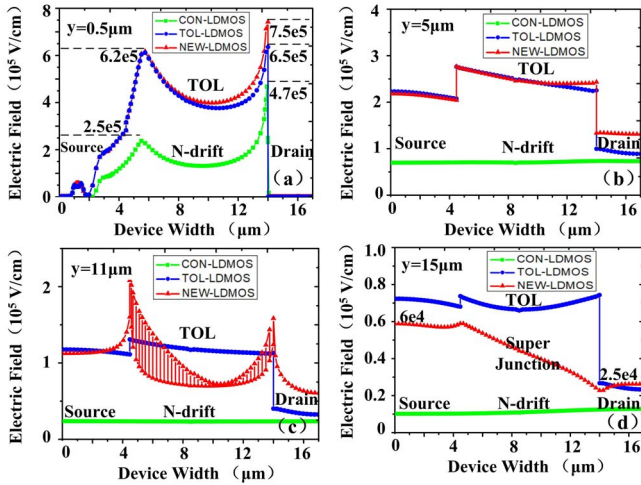 y=0.5μm
CON-LDMOS
TOL-LDMOS
NEW-LDMOS
6.2e5
7.5e5
6.5e5
4.7e5
2.5e5
TOL
Source
N-drift
Drain
(a)
Electric Field（10⁵ V/cm）
8
6
4
2
0
0 4 8 12 16
Device Width （μm）
y=5μm
CON-LDMOS
TOL-LDMOS
NEW-LDMOS
TOL
Source
N-drift
Drain
(b)
Electric Field（10⁵ V/cm）
4
3
2
1
0
0 4 8 12 16
Device Width （μm）
y=11μm
CON-LDMOS
TOL-LDMOS
NEW-LDMOS
TOL
Source
N-drift
Drain
(c)
Electric Field（10⁵ V/cm）
2
1
0
0 4 8 12 16
Device Width （μm）
y=15μm
CON-LDMOS
TOL-LDMOS
NEW-LDMOS
TOL
6e4
Super
Junction
2.5e4
Source
N-drift
Drain
(d)
Electric Field（10⁵ V/cm）
1.0
0.8
0.6
0.4
0.2
0.0
0 4 8 12 16
Device Width （μm）